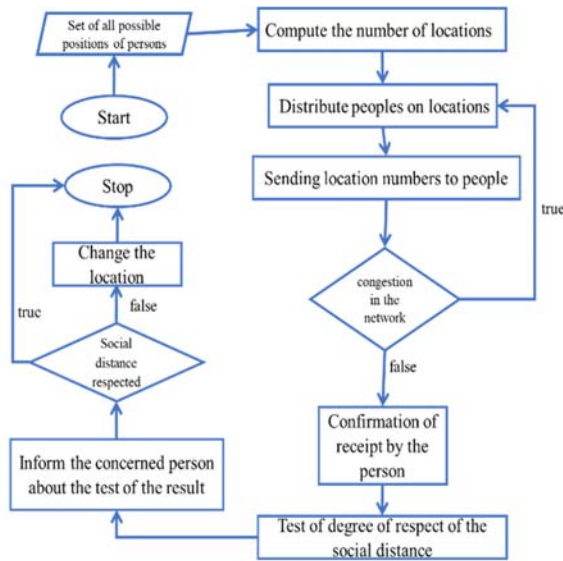 Set of all possible
positions of persons
Compute the number of locations
Start
Distribute peoples on locations
Stop
Sending location numbers to people
true
Change the
location
congestion
in the
network
true
false
Social
distance
respected
false
Confirmation of
receipt by the
person
Inform the concerned person
about the test of the result
Test of degree of respect of the
social distance